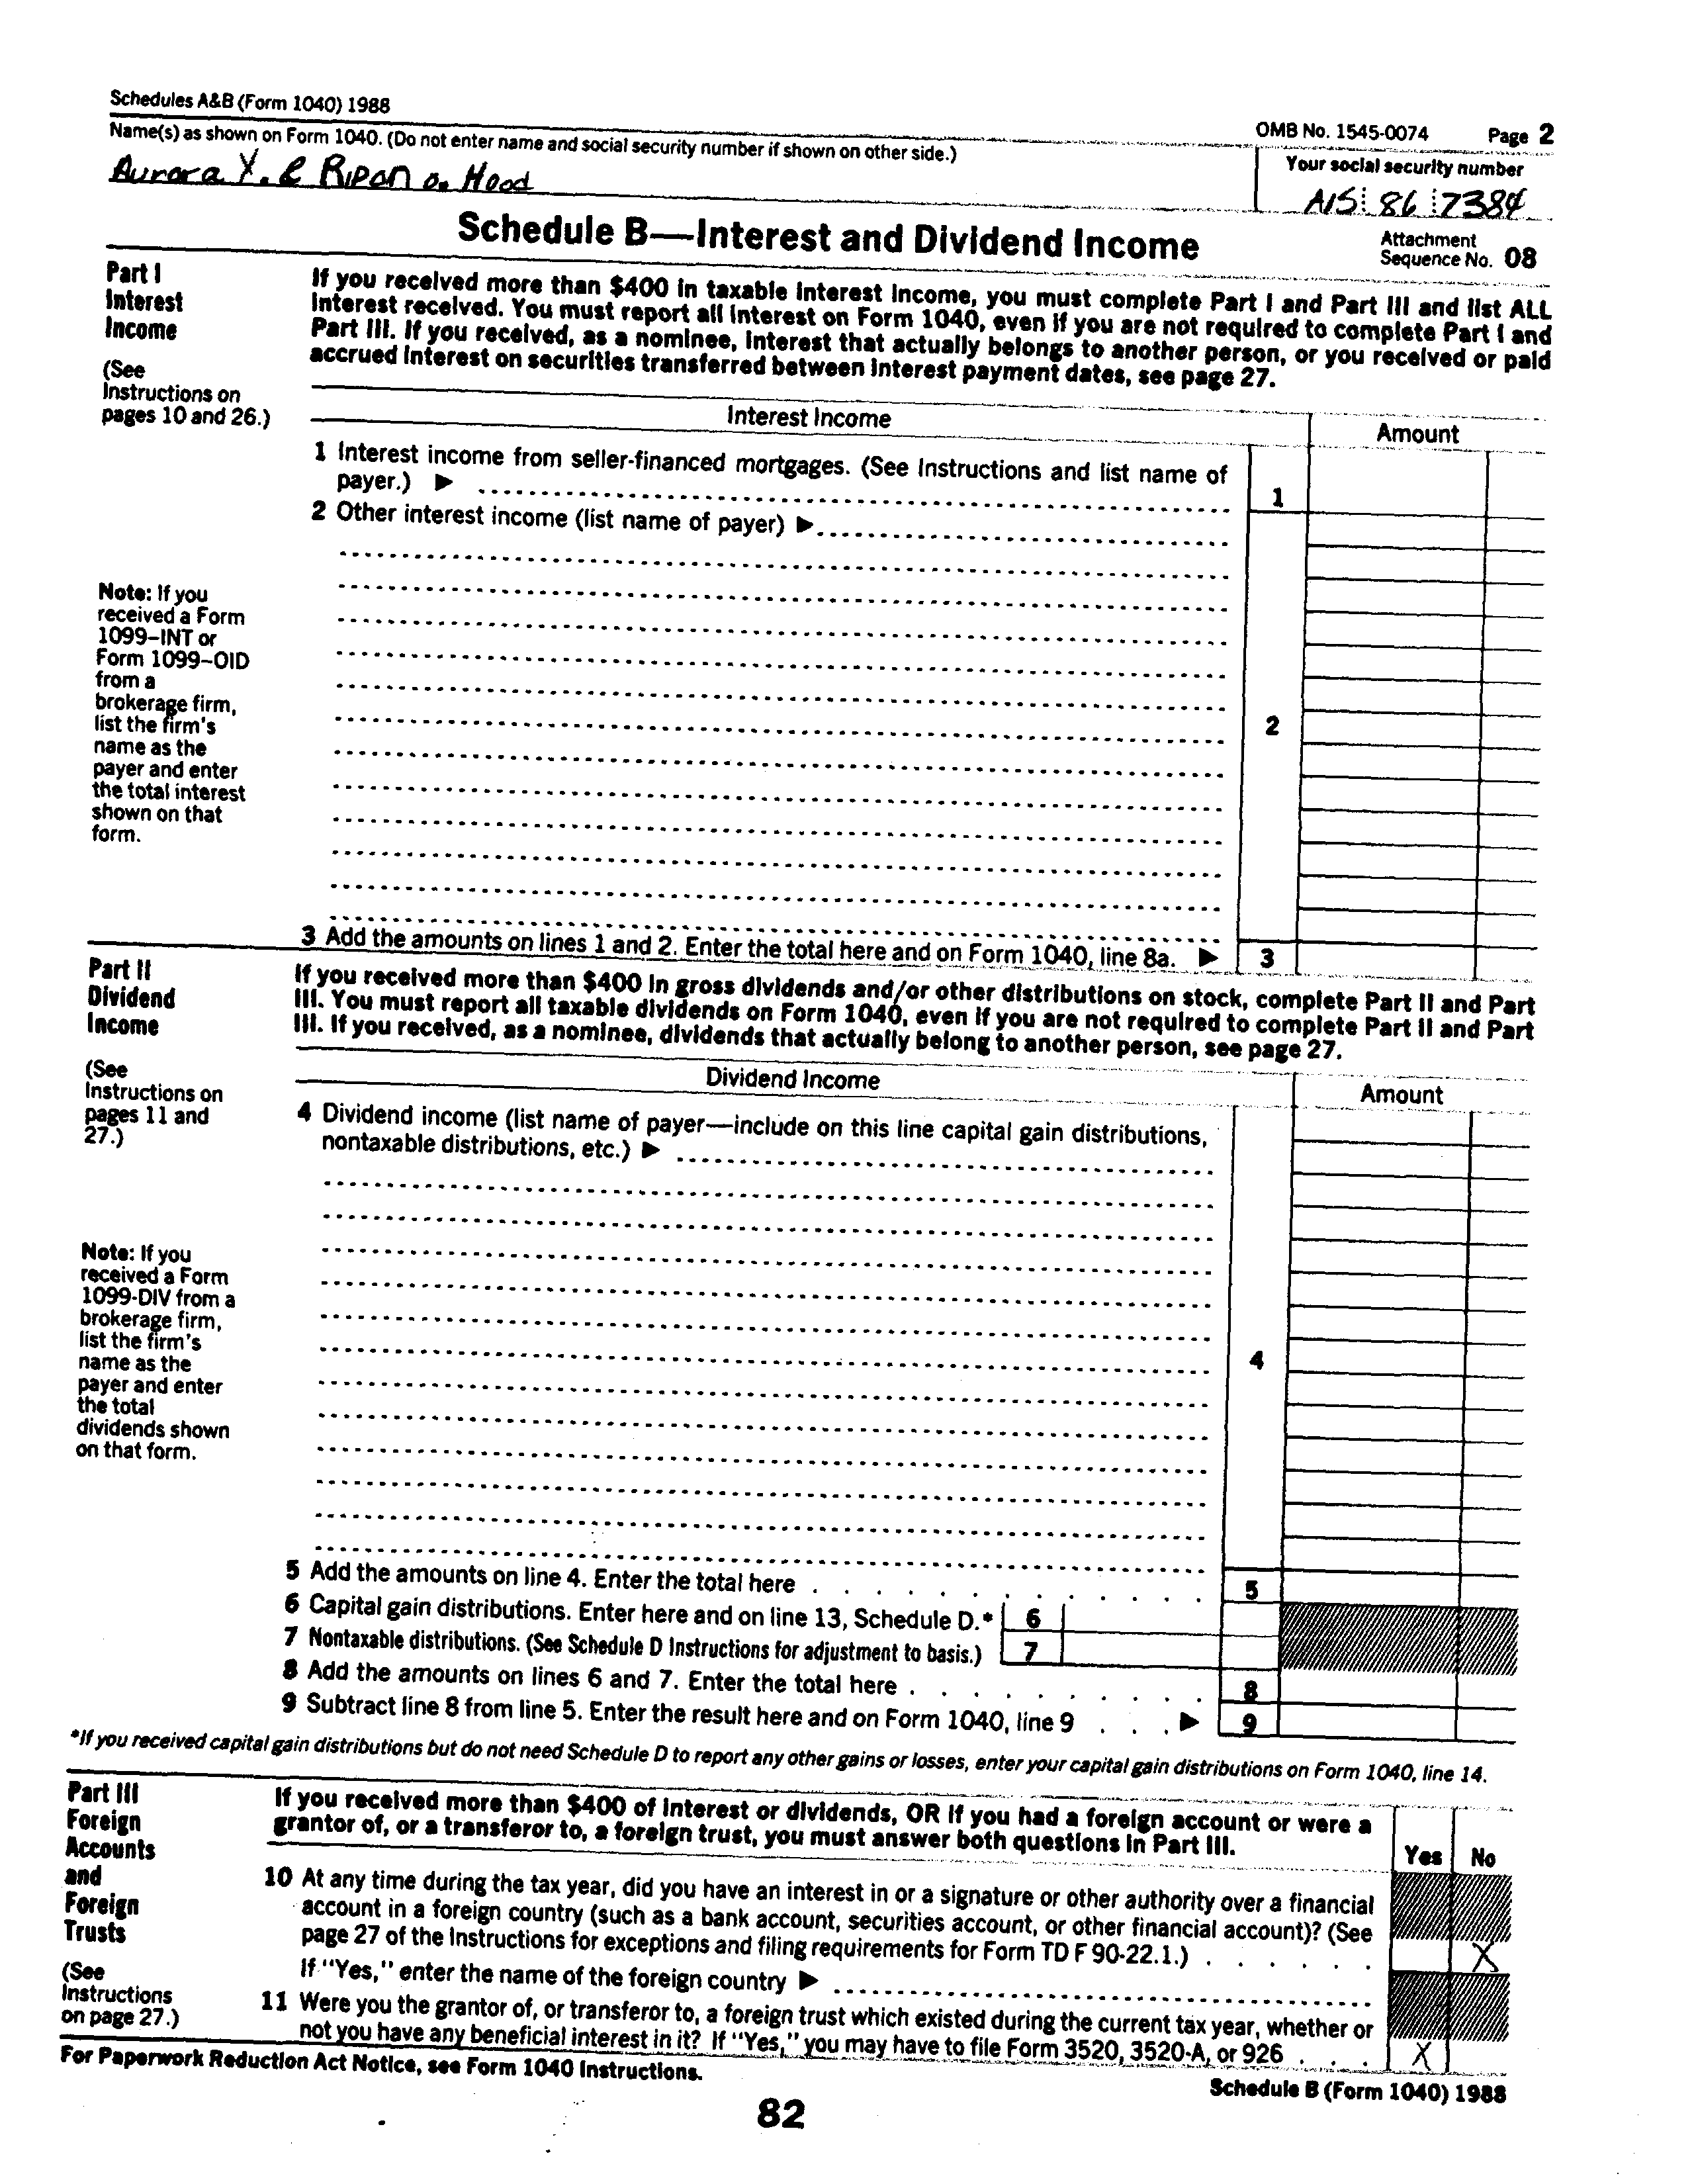 Schedules A&B (Form 1040) 1988
OMB No. 1545-0074 Page 2
Name(s) as shown on Form 1040. (Do not enter name and social security number if shown on other side.)
Your social security number
Aurora Y. & Ripon O. Hood
AIS 86 7384
Schedule B—Interest and Dividend Income
Attachment
Sequence No. 08
Part I
Interest
Income
(See
Instructions on
pages 10 and 26.)
If you received more than $400 in taxable interest income, you must complete Part I and Part III and list ALL
interest received. You must report all interest on Form 1040, even if you are not required to complete Part I and
Part III. If you received, as a nominee, interest that actually belongs to another person, or you received or paid
accrued interest on securities transferred between interest payment dates, see page 27.
Interest Income
Amount
1 Interest income from seller-financed mortgages. (See Instructions and list name of
payer.) ▶
1
2 Other interest income (list name of payer) ▶
Note: If you
received a Form
1099–INT or
Form 1099–OID
from a
brokerage firm,
list the firm's
name as the
payer and enter
the total interest
shown on that
form.
2
3 Add the amounts on lines 1 and 2. Enter the total here and on Form 1040, line 8a. ▶ 3
Part II
Dividend
Income
(See
Instructions on
pages 11 and
27.)
If you received more than $400 in gross dividends and/or other distributions on stock, complete Part II and Part
III. You must report all taxable dividends on Form 1040, even if you are not required to complete Part II and Part
III. If you received, as a nominee, dividends that actually belong to another person, see page 27.
Dividend Income
Amount
4 Dividend income (list name of payer—include on this line capital gain distributions,
nontaxable distributions, etc.) ▶
Note: If you
received a Form
1099-DIV from a
brokerage firm,
list the firm's
name as the
payer and enter
the total
dividends shown
on that form.
4
5 Add the amounts on line 4. Enter the total here . . . . . . . . . . . . . 5
6 Capital gain distributions. Enter here and on line 13, Schedule D.* 6
7 Nontaxable distributions. (See Schedule D Instructions for adjustment to basis.) 7
8 Add the amounts on lines 6 and 7. Enter the total here . . . . . . . . . . 8
9 Subtract line 8 from line 5. Enter the result here and on Form 1040, line 9 . . . ▶ 9
*If you received capital gain distributions but do not need Schedule D to report any other gains or losses, enter your capital gain distributions on Form 1040, line 14.
Part III
Foreign
Accounts
and
Foreign
Trusts
(See
Instructions
on page 27.)
If you received more than $400 of interest or dividends, OR if you had a foreign account or were a
grantor of, or a transferor to, a foreign trust, you must answer both questions in Part III.
Yes No
10 At any time during the tax year, did you have an interest in or a signature or other authority over a financial
account in a foreign country (such as a bank account, securities account, or other financial account)? (See
page 27 of the Instructions for exceptions and filing requirements for Form TD F 90-22.1.) . . . . . . X
If "Yes," enter the name of the foreign country ▶
11 Were you the grantor of, or transferor to, a foreign trust which existed during the current tax year, whether or
not you have any beneficial interest in it? If "Yes," you may have to file Form 3520, 3520-A, or 926 . . . X
For Paperwork Reduction Act Notice, see Form 1040 Instructions.
Schedule B (Form 1040) 1988
82